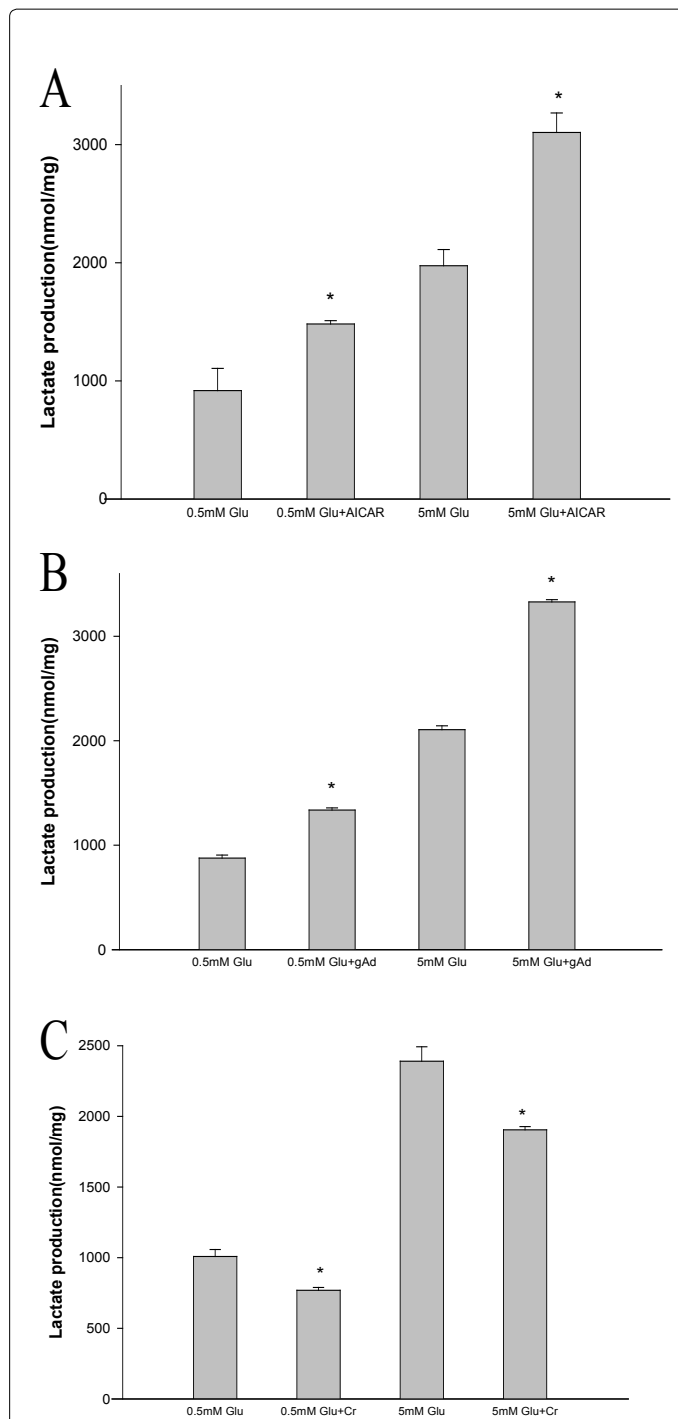 A
Lactate production(nmol/mg)
3000
2000
1000
0
*
*
0.5mM Glu 0.5mM Glu+AICAR 5mM Glu 5mM Glu+AICAR
B
Lactate production(nmol/mg)
3000
2000
1000
0
*
*
0.5mM Glu 0.5mM Glu+gAd 5mM Glu 5mM Glu+gAd
C
Lactate production(nmol/mg)
2500
2000
1500
1000
500
0
*
*
0.5mM Glu 0.5mM Glu+Cr 5mM Glu 5mM Glu+Cr